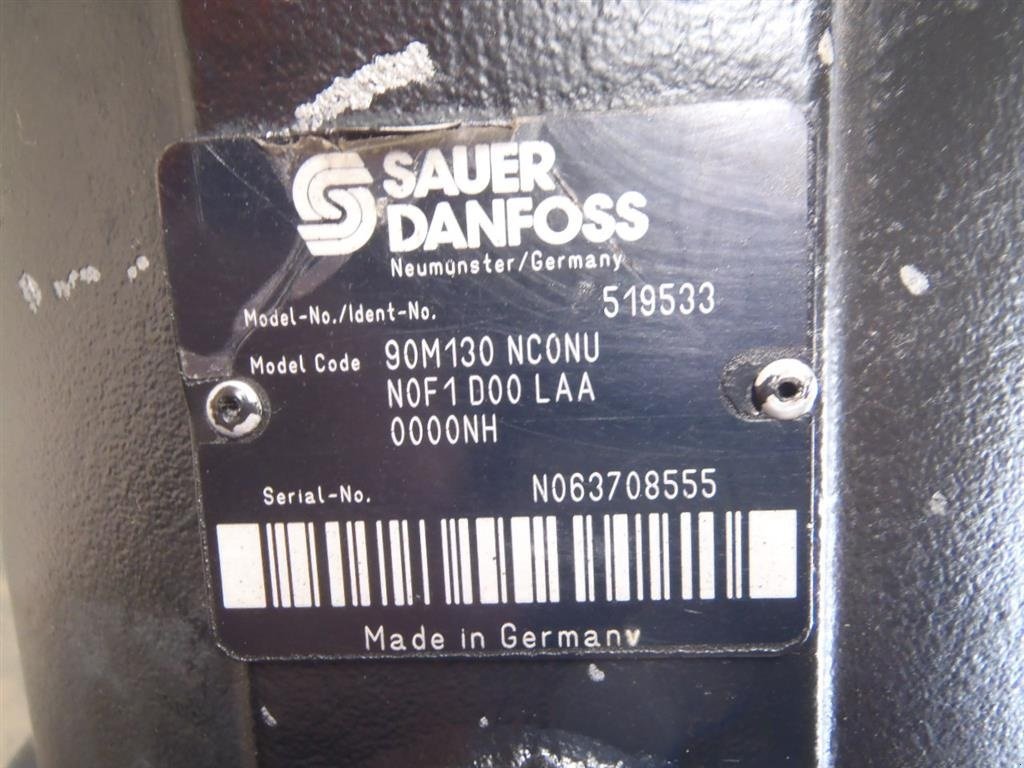 SAUER
DANFOSS
Neumünster/Germany
Model-No./Ident-No. 519533
Model Code 90M130 NC0NU
N0F1 D00 LAA
0000NH
Serial-No. N063708555
Made in Germany